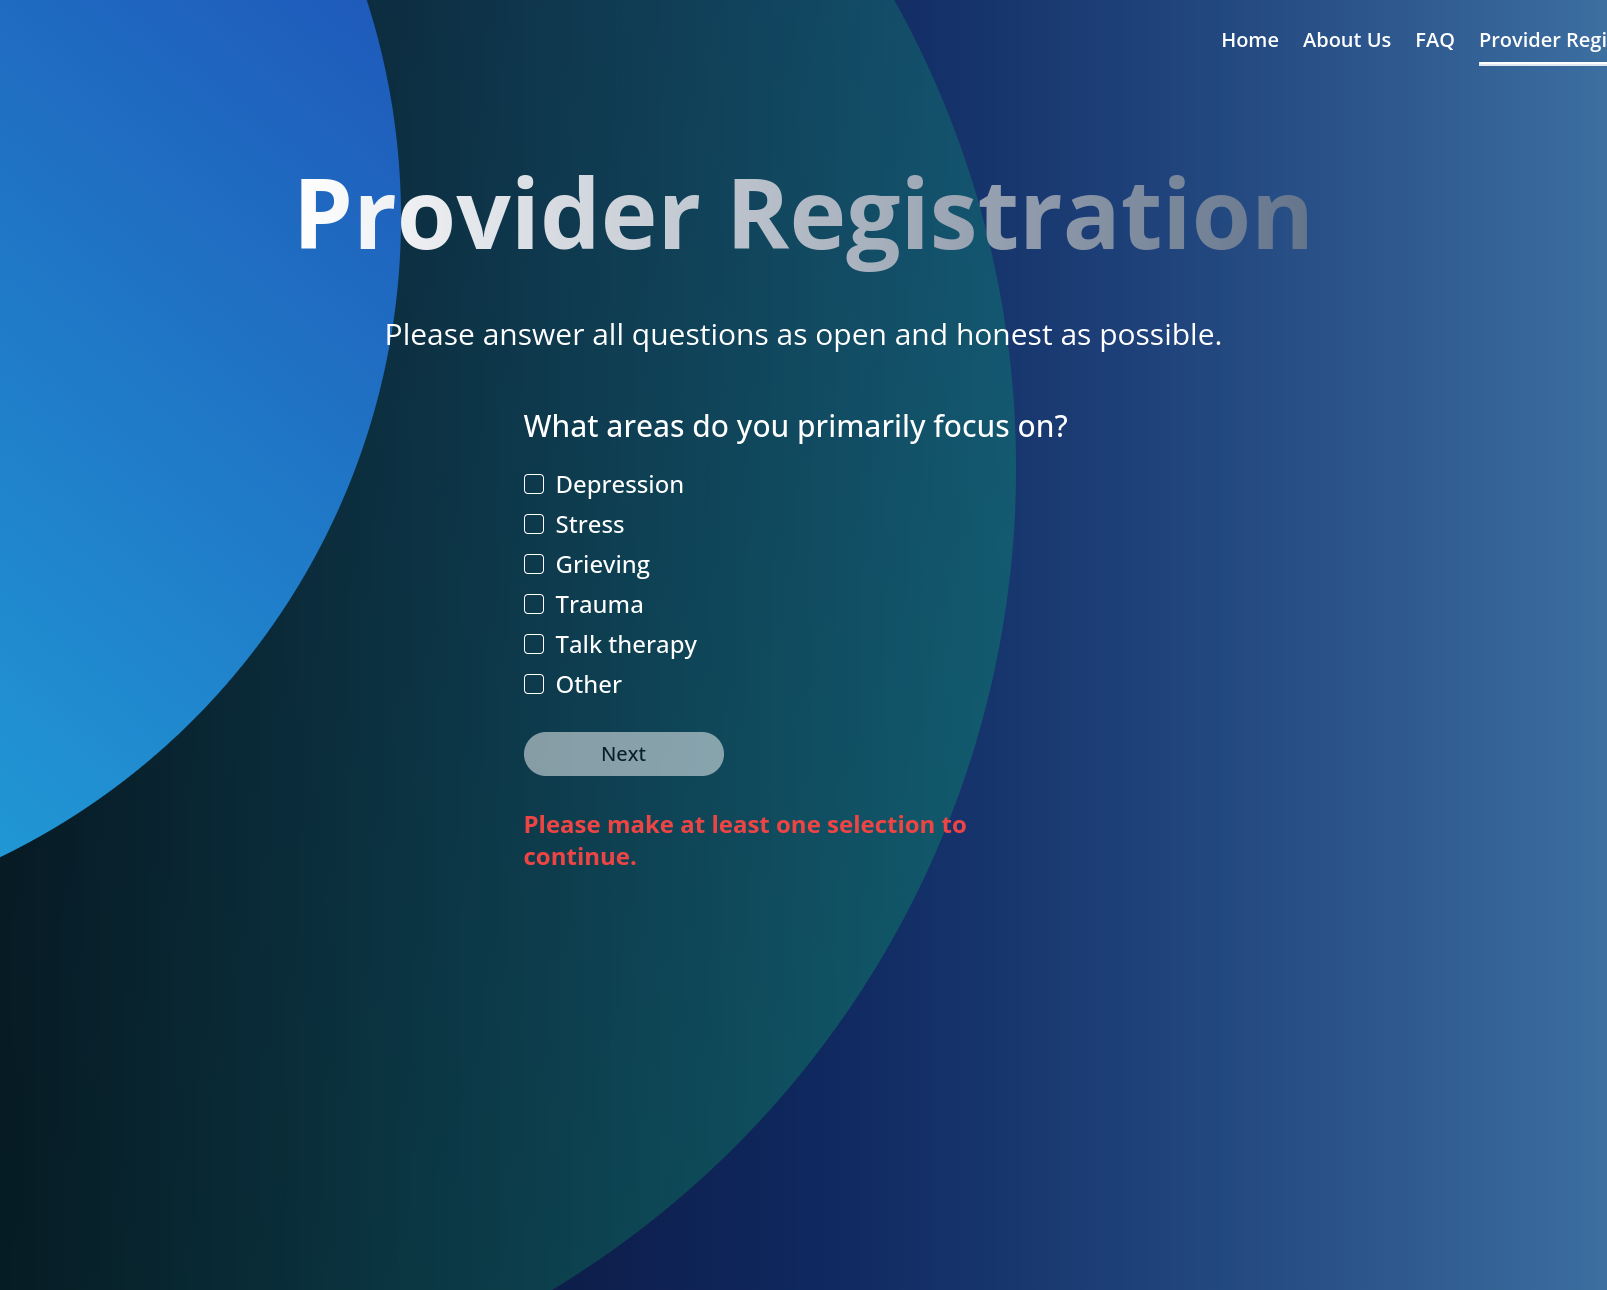 Home About Us FAQ Provider Regi
Provider Registration
Please answer all questions as open and honest as possible.
What areas do you primarily focus on?
Depression
Stress
Grieving
Trauma
Talk therapy
Other
Next
Please make at least one selection to
continue.